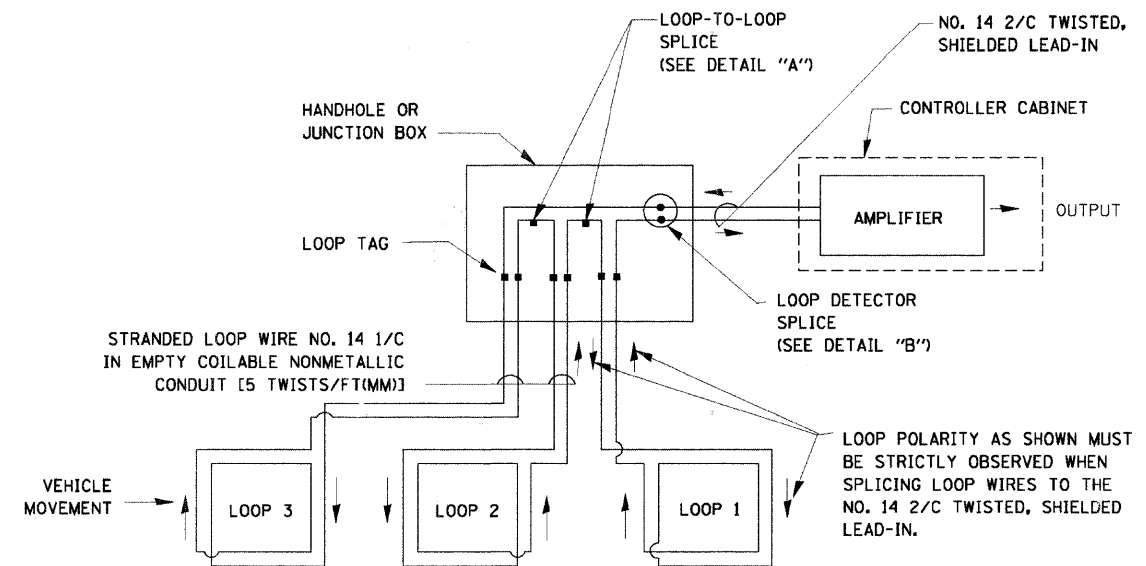 LOOP-TO-LOOP
SPLICE
(SEE DETAIL "A")
NO. 14 2/C TWISTED,
SHIELDED LEAD-IN
HANDHOLE OR
JUNCTION BOX
CONTROLLER CABINET
AMPLIFIER
OUTPUT
LOOP TAG
LOOP DETECTOR
SPLICE
(SEE DETAIL "B")
STRANDED LOOP WIRE NO. 14 1/C
IN EMPTY COILABLE NONMETALLIC
CONDUIT [5 TWISTS/FT(MM)]
LOOP POLARITY AS SHOWN MUST
BE STRICTLY OBSERVED WHEN
SPLICING LOOP WIRES TO THE
NO. 14 2/C TWISTED, SHIELDED
LEAD-IN.
VEHICLE
MOVEMENT
LOOP 3
LOOP 2
LOOP 1